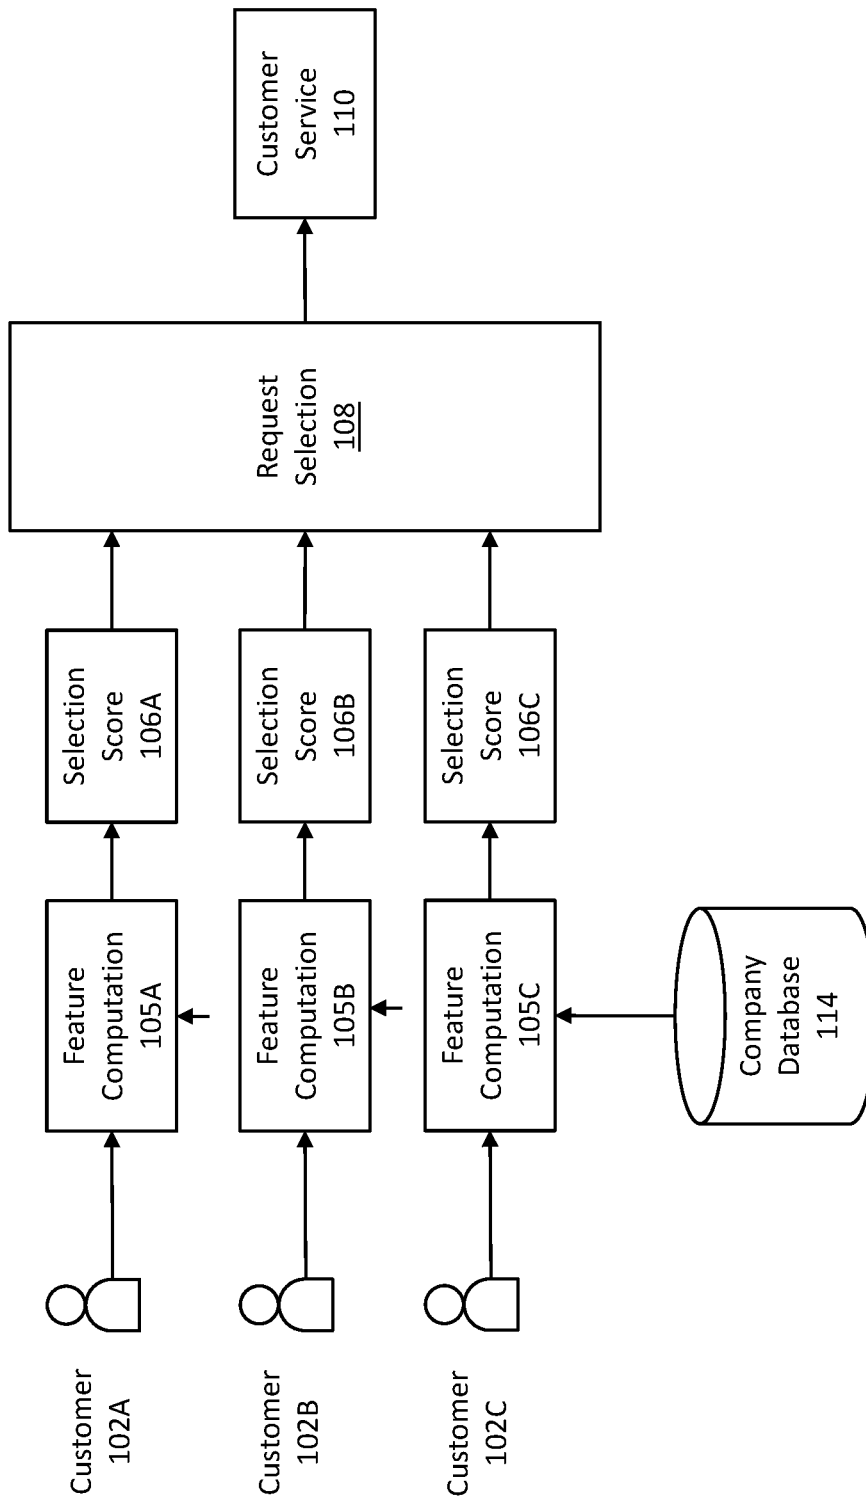 Customer
102A
Feature
Computation
105A
Selection
Score
106A
Customer
102B
Feature
Computation
105B
Selection
Score
106B
Request
Selection
108
Customer
Service
110
Customer
102C
Feature
Computation
105C
Selection
Score
106C
Company
Database
114